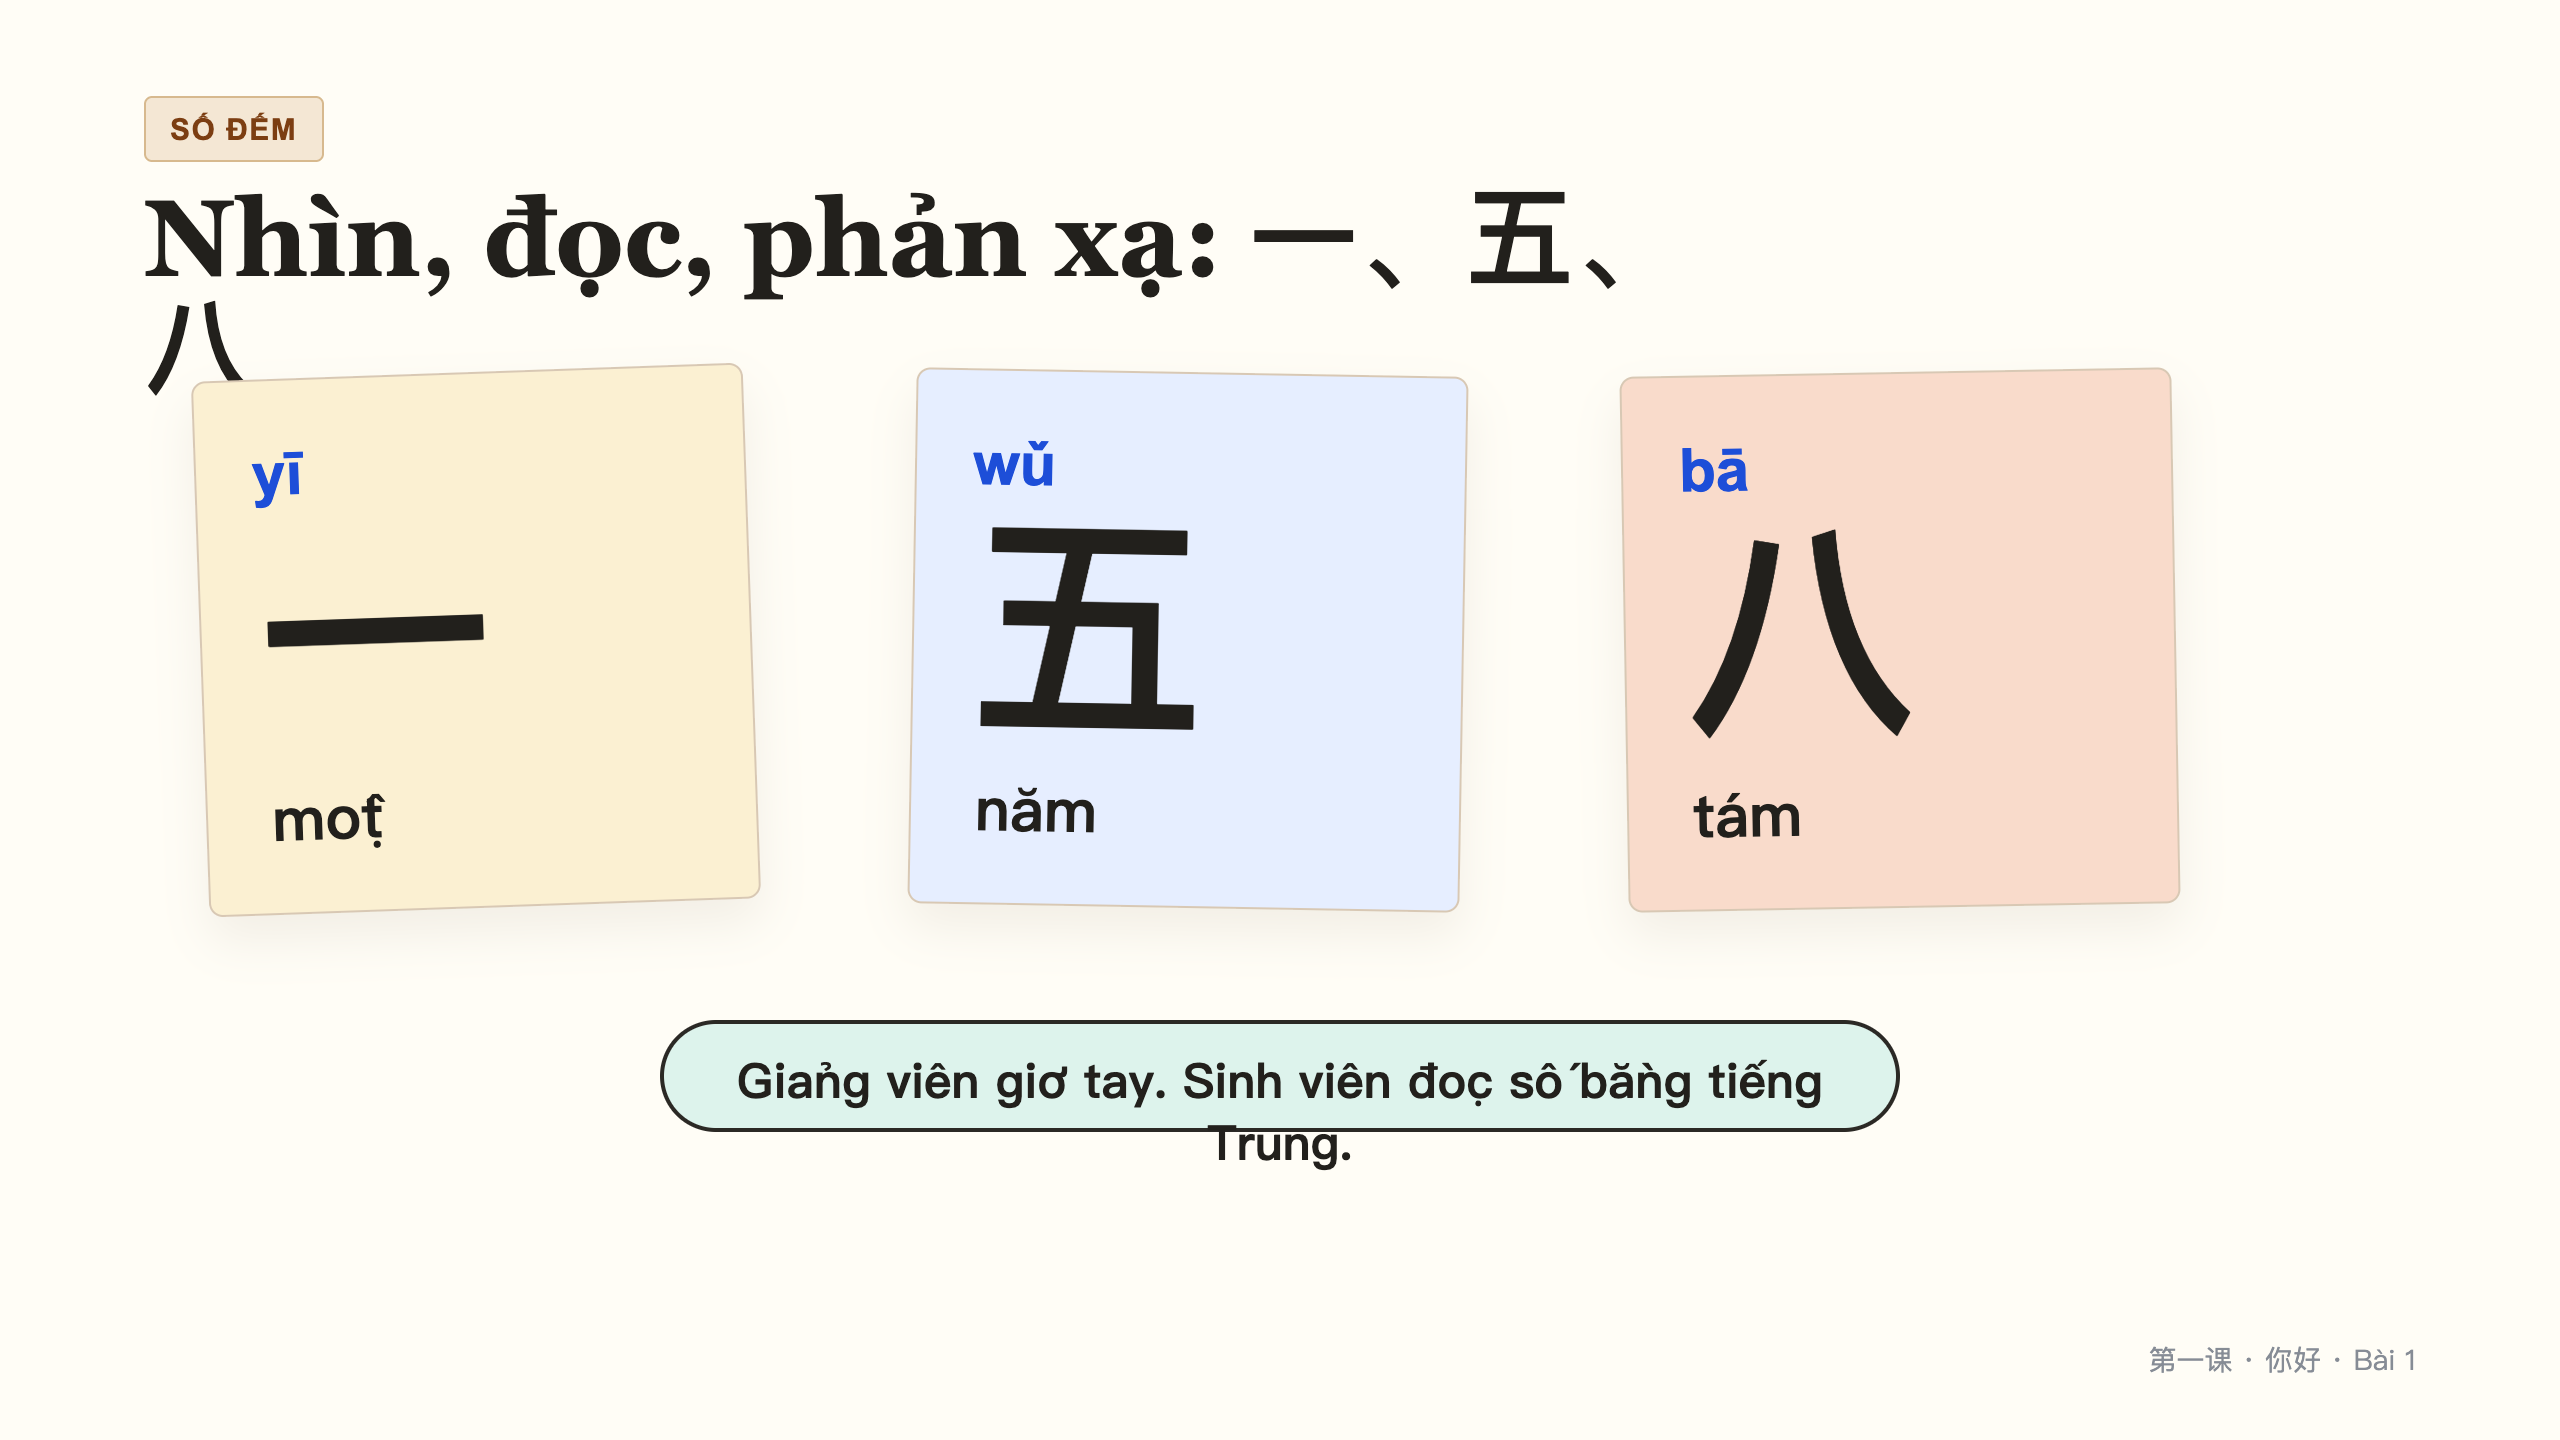 SỐ ĐẾM
Nhìn, đọc, phản xạ: 一、五、
八
yī
一
một
wǔ
五
năm
bā
八
tám
Giảng viên giơ tay. Sinh viên đọc số bằng tiếng
Trung.
第一课 · 你好 · Bài 1